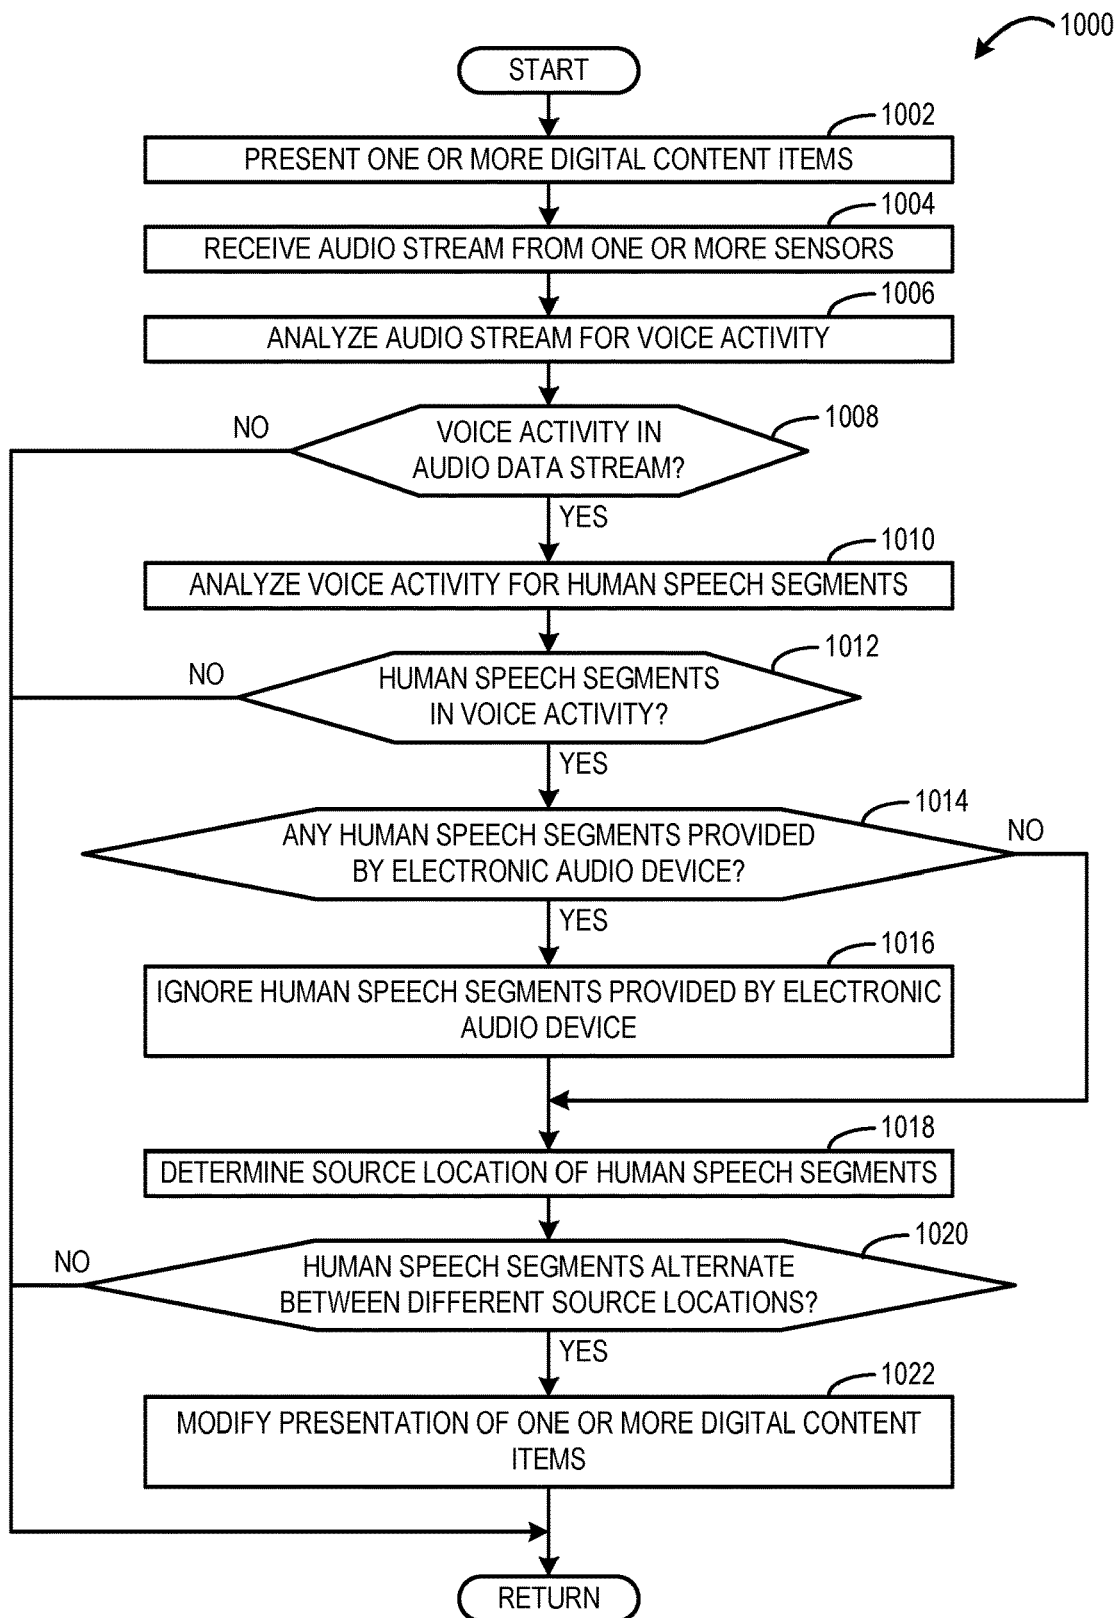 1000
START
1002
PRESENT ONE OR MORE DIGITAL CONTENT ITEMS
1004
RECEIVE AUDIO STREAM FROM ONE OR MORE SENSORS
1006
ANALYZE AUDIO STREAM FOR VOICE ACTIVITY
1008
NO
VOICE ACTIVITY IN
AUDIO DATA STREAM?
YES
1010
ANALYZE VOICE ACTIVITY FOR HUMAN SPEECH SEGMENTS
1012
NO
HUMAN SPEECH SEGMENTS
IN VOICE ACTIVITY?
YES
1014
NO
ANY HUMAN SPEECH SEGMENTS PROVIDED
BY ELECTRONIC AUDIO DEVICE?
YES
1016
IGNORE HUMAN SPEECH SEGMENTS PROVIDED BY ELECTRONIC
AUDIO DEVICE
1018
DETERMINE SOURCE LOCATION OF HUMAN SPEECH SEGMENTS
1020
NO
HUMAN SPEECH SEGMENTS ALTERNATE
BETWEEN DIFFERENT SOURCE LOCATIONS?
YES
1022
MODIFY PRESENTATION OF ONE OR MORE DIGITAL CONTENT
ITEMS
RETURN